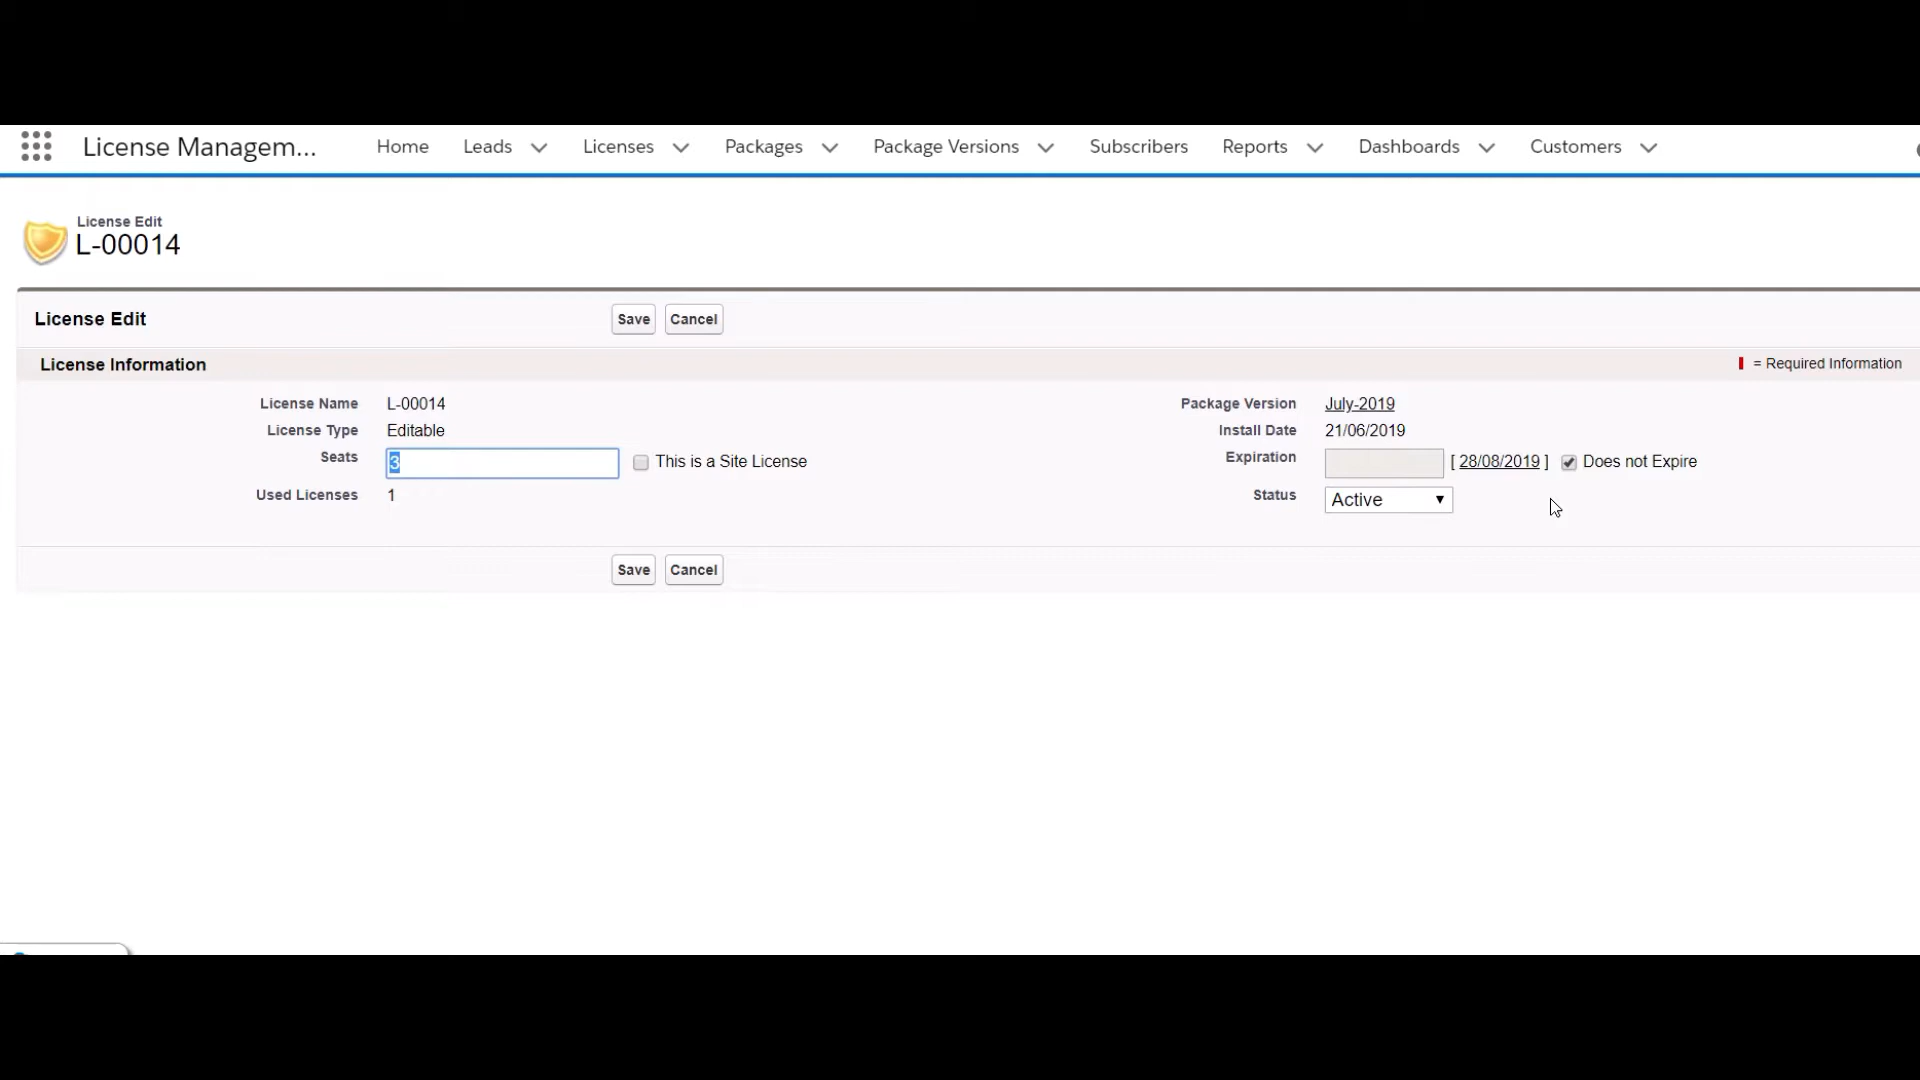 License Managem... Home Leads Licenses Packages Package Versions Subscribers Reports Dashboards Customers
License Edit
L-00014
License Edit Save Cancel
License Information = Required Information
License Name L-00014 Package Version July-2019
License Type Editable Install Date 21/06/2019
Seats 3 This is a Site License Expiration [ 28/08/2019 ] Does not Expire
Used Licenses 1 Status Active
Save Cancel